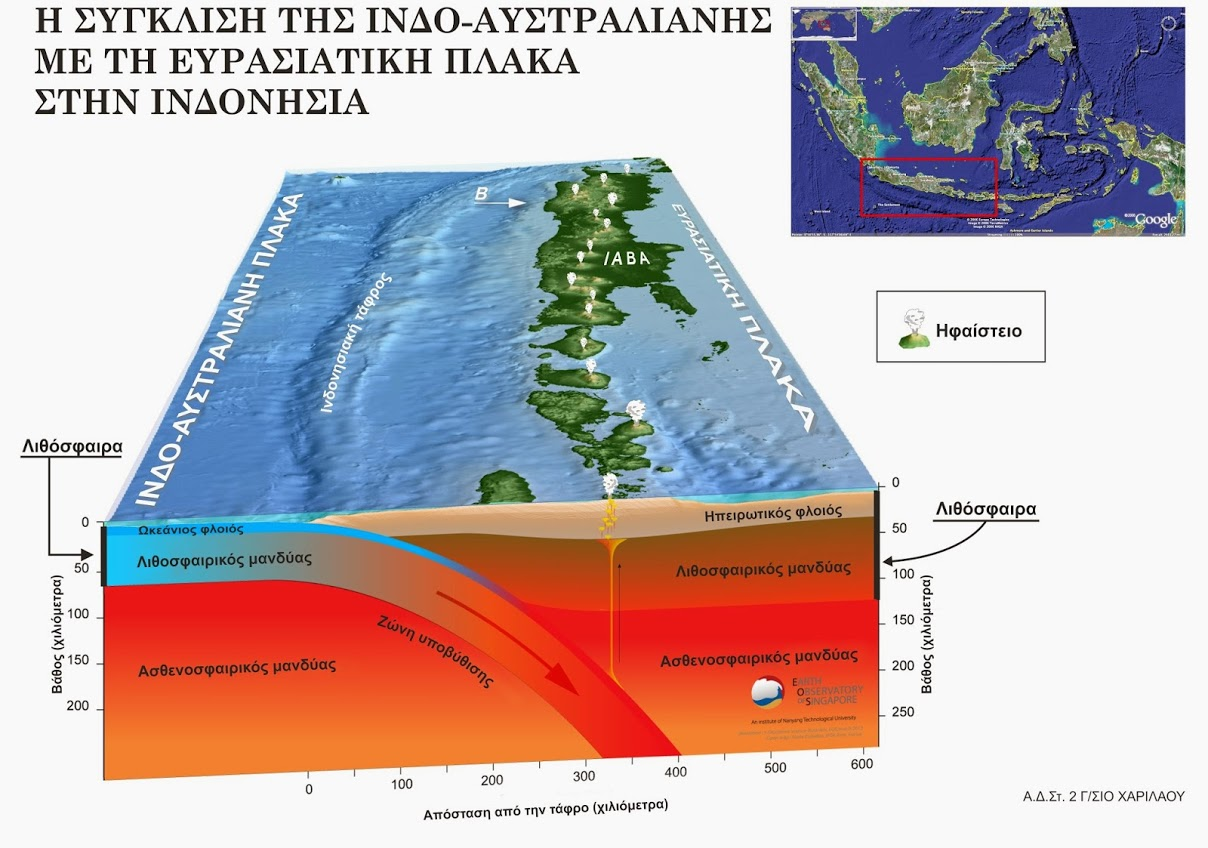 Η ΣΥΓΚΛΙΣΗ ΤΗΣ ΙΝΔΟ-ΑΥΣΤΡΑΛΙΑΝΗΣ
ΜΕ ΤΗ ΕΥΡΑΣΙΑΤΙΚΗ ΠΛΑΚΑ
ΣΤΗΝ ΙΝΔΟΝΗΣΙΑ
Google
Ηφαίστειο
Β
ΙΑΒΑ
ΙΝΔΟ-ΑΥΣΤΡΑΛΙΑΝΗ ΠΛΑΚΑ
Ινδονησιακή τάφρος
ΕΥΡΑΣΙΑΤΙΚΗ ΠΛΑΚΑ
Λιθόσφαιρα
Λιθόσφαιρα
Ωκεάνιος φλοιός
Ηπειρωτικός φλοιός
Λιθοσφαιρικός μανδύας
Λιθοσφαιρικός μανδύας
Ζώνη υποβύθισης
Ασθενοσφαιρικός μανδύας
Ασθενοσφαιρικός μανδύας
EARTH
OBSERVATORY
OF SINGAPORE
An institute of Nanyang Technological University
Βάθος (χιλιόμετρα)
0
50
100
150
200
Βάθος (χιλιόμετρα)
0
50
100
150
200
250
0 100 200 300 400 500 600
Απόσταση από την τάφρο (χιλιόμετρα)
Α.Δ.Στ. 2 Γ/ΣΙΟ ΧΑΡΙΛΑΟΥ